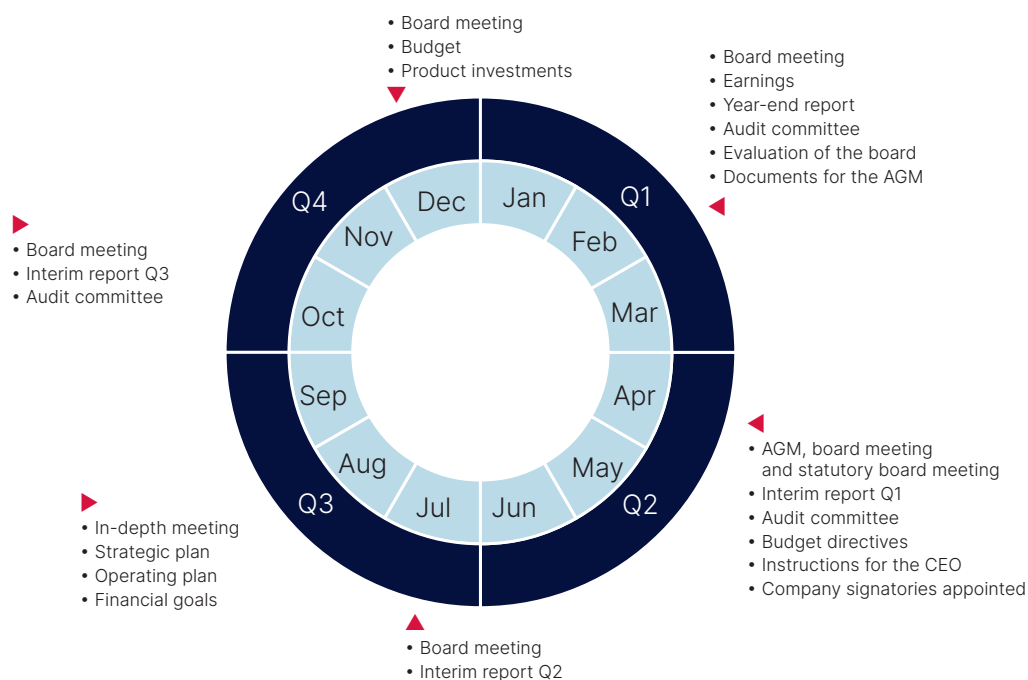 • Board meeting
• Budget
• Product investments
• Board meeting
• Earnings
• Year-end report
• Audit committee
• Evaluation of the board
• Documents for the AGM
Q4
Q1
Dec
Jan
Nov
Feb
Oct
Mar
Sep
Apr
Aug
May
Jul
Jun
Q3
Q2
• Board meeting
• Interim report Q3
• Audit committee
• AGM, board meeting
and statutory board meeting
• Interim report Q1
• Audit committee
• Budget directives
• Instructions for the CEO
• Company signatories appointed
• In-depth meeting
• Strategic plan
• Operating plan
• Financial goals
• Board meeting
• Interim report Q2